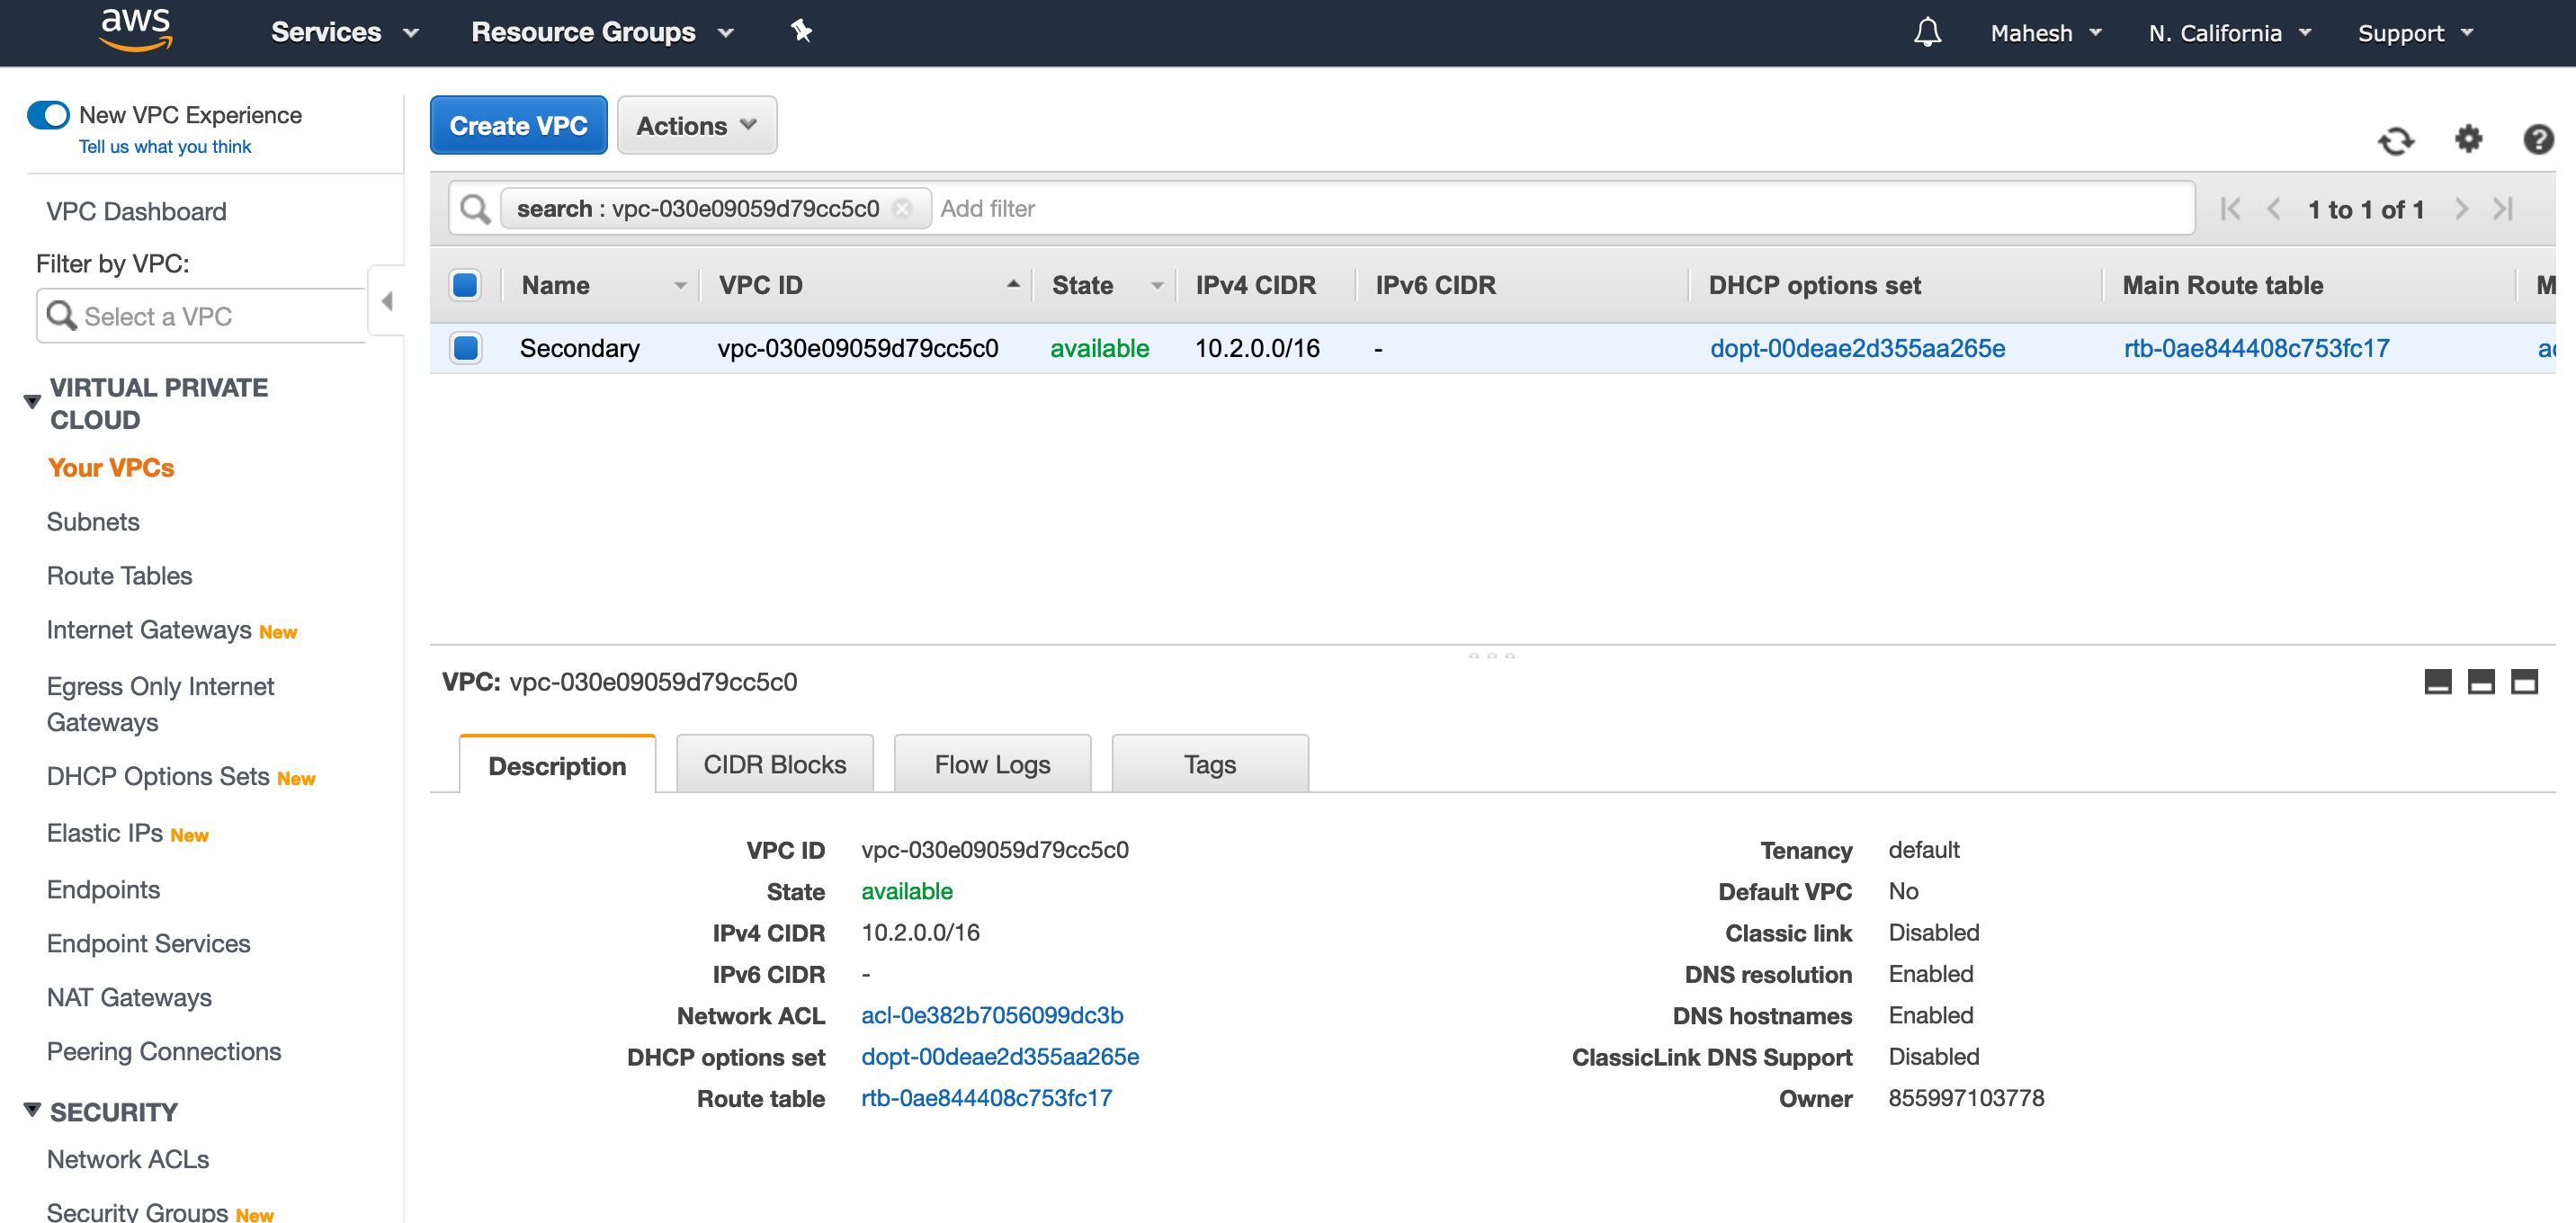 aws Services Resource Groups Mahesh N. California Support
New VPC Experience
Tell us what you think
VPC Dashboard
Filter by VPC:
Select a VPC
VIRTUAL PRIVATE
CLOUD
Your VPCs
Subnets
Route Tables
Internet Gateways New
Egress Only Internet
Gateways
DHCP Options Sets New
Elastic IPs New
Endpoints
Endpoint Services
NAT Gateways
Peering Connections
SECURITY
Network ACLs
Security Groups New
Create VPC Actions
search : vpc-030e09059d79cc5c0 Add filter 1 to 1 of 1
Name VPC ID State IPv4 CIDR IPv6 CIDR DHCP options set Main Route table M
Secondary vpc-030e09059d79cc5c0 available 10.2.0.0/16 - dopt-00deae2d355aa265e rtb-0ae844408c753fc17
VPC: vpc-030e09059d79cc5c0
Description CIDR Blocks Flow Logs Tags
VPC ID vpc-030e09059d79cc5c0
State available
IPv4 CIDR 10.2.0.0/16
IPv6 CIDR -
Network ACL acl-0e382b7056099dc3b
DHCP options set dopt-00deae2d355aa265e
Route table rtb-0ae844408c753fc17
Tenancy default
Default VPC No
Classic link Disabled
DNS resolution Enabled
DNS hostnames Enabled
ClassicLink DNS Support Disabled
Owner 855997103778